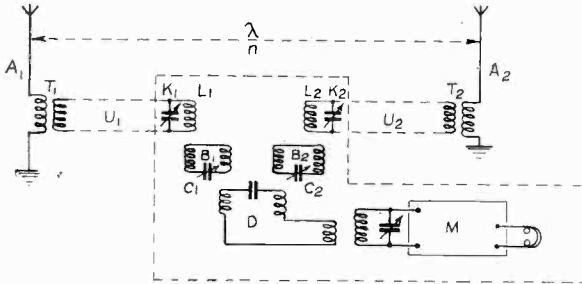 λ/n
A₁ T₁ K₁ L₁ L₂ K₂ T₂ A₂
U₁ U₂
B₁ B₂
C₁ C₂
D M